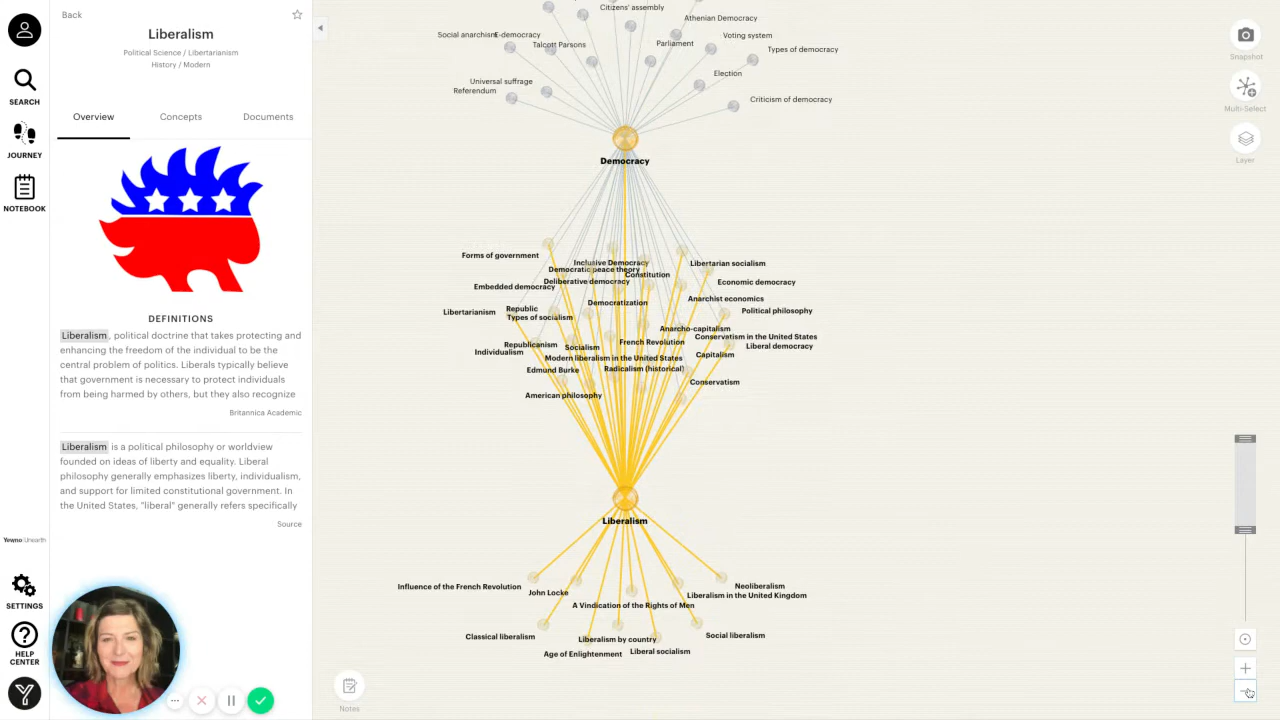 Back
Liberalism
Political Science / Libertarianism
History / Modern
Overview
Concepts
Documents
DEFINITIONS
Liberalism, political doctrine that takes protecting and
enhancing the freedom of the individual to be the
central problem of politics. Liberals typically believe
that government is necessary to protect individuals
from being harmed by others, but they also recognize
Britannica Academic
Liberalism is a political philosophy or worldview
founded on ideas of liberty and equality. Liberal
philosophy generally emphasizes liberty, individualism,
and support for limited constitutional government. In
the United States, "liberal" generally refers specifically
Source
SEARCH
JOURNEY
NOTEBOOK
Yewno|Unearth
SETTINGS
HELP
CENTER
Citizens' assembly
Athenian Democracy
Social anarchism
E-democracy
Talcott Parsons
Parliament
Voting system
Types of democracy
Election
Universal suffrage
Referendum
Criticism of democracy
Democracy
Forms of government
Inclusive Democracy
Democratic peace theory
Constitution
Libertarian socialism
Deliberative democracy
Embedded democracy
Economic democracy
Democratization
Anarchist economics
Libertarianism
Republic
Types of socialism
Political philosophy
Anarcho-capitalism
Conservatism in the United States
Republicanism
Socialism
French Revolution
Liberal democracy
Individualism
Modern liberalism in the United States
Capitalism
Edmund Burke
Radicalism (historical)
Conservatism
American philosophy
Liberalism
Influence of the French Revolution
John Locke
Neoliberalism
Liberalism in the United Kingdom
A Vindication of the Rights of Men
Classical liberalism
Liberalism by country
Social liberalism
Age of Enlightenment
Liberal socialism
Notes
Snapshot
Multi-Select
Layer